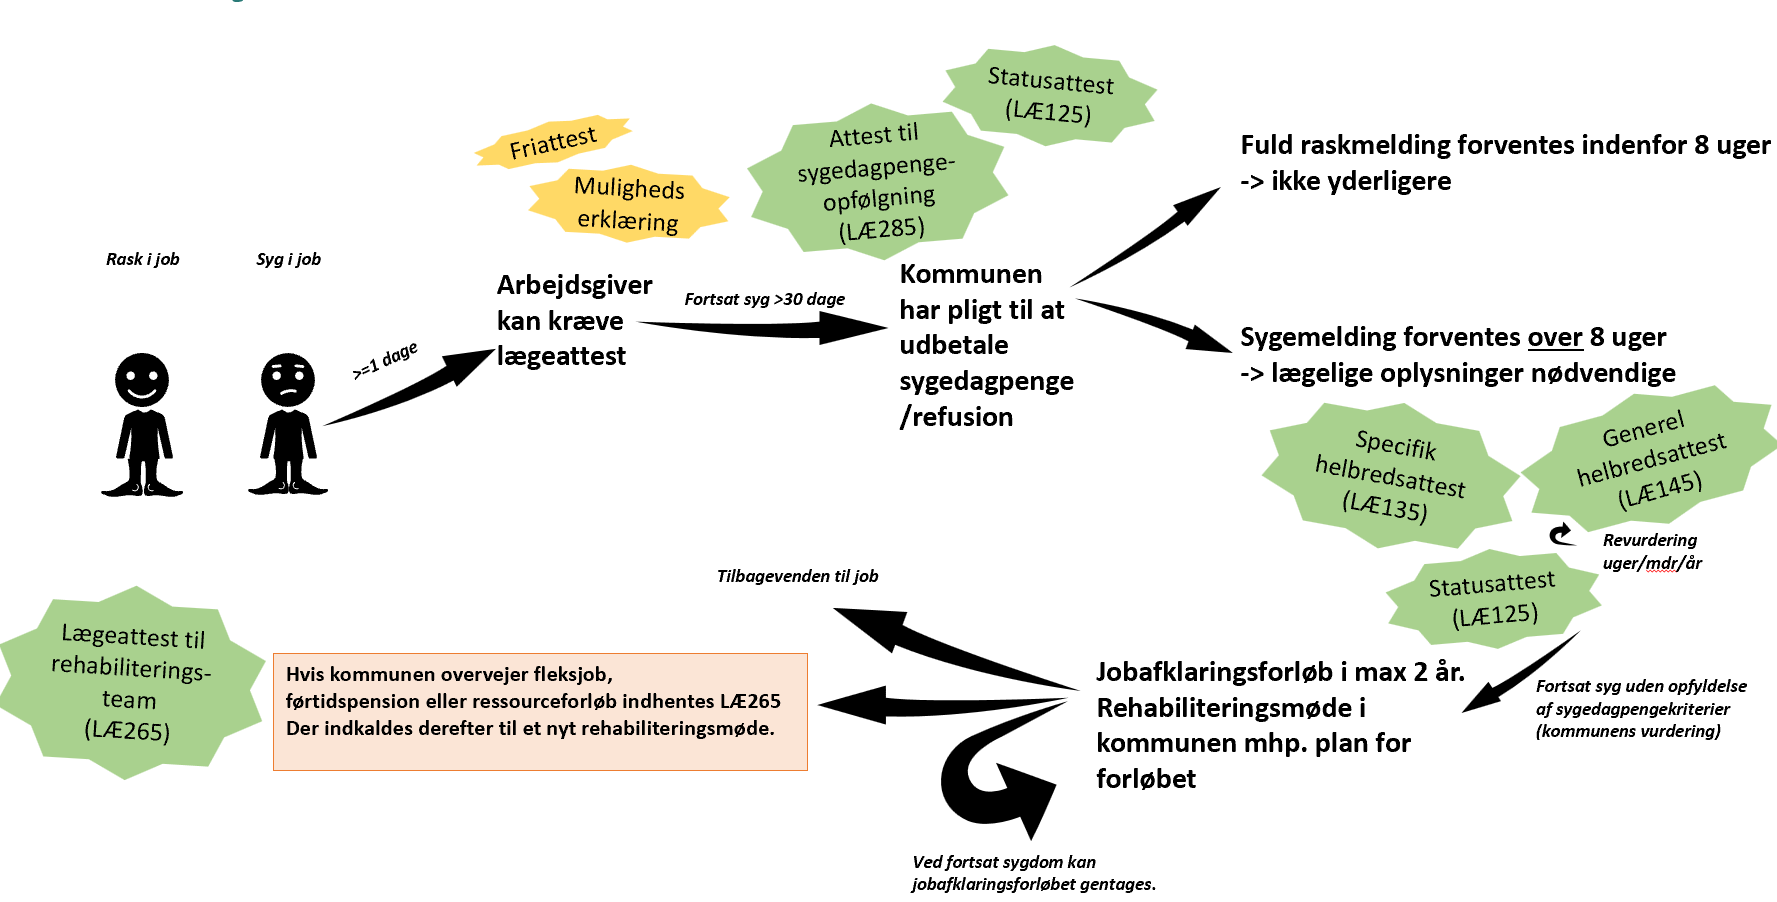 Statusattest
(LÆ125)
Friattest
Attest til
sygedagpenge-
opfølgning
(LÆ285)
Muligheds
erklæring
Fuld raskmelding forventes indenfor 8 uger
-> ikke yderligere
Rask i job
Syg i job
Arbejdsgiver
kan kræve
lægeattest
>=1 dage
Fortsat syg >30 dage
Kommunen
har pligt til at
udbetale
sygedagpenge
/refusion
Sygemelding forventes over 8 uger
-> lægelige oplysninger nødvendige
Specifik
helbredsattest
(LÆ135)
Generel
helbredsattest
(LÆ145)
Revurdering
uger/mdr/år
Statusattest
(LÆ125)
Fortsat syg uden opfyldelse
af sygedagpengekriterier
(kommunens vurdering)
Tilbagevenden til job
Jobafklaringsforløb i max 2 år.
Rehabiliteringsmøde i
kommunen mhp. plan for
forløbet
Lægeattest til
rehabiliterings-
team
(LÆ265)
Hvis kommunen overvejer fleksjob,
førtidspension eller ressourceforløb indhentes LÆ265
Der indkaldes derefter til et nyt rehabiliteringsmøde.
Ved fortsat sygdom kan
jobafklaringsforløbet gentages.